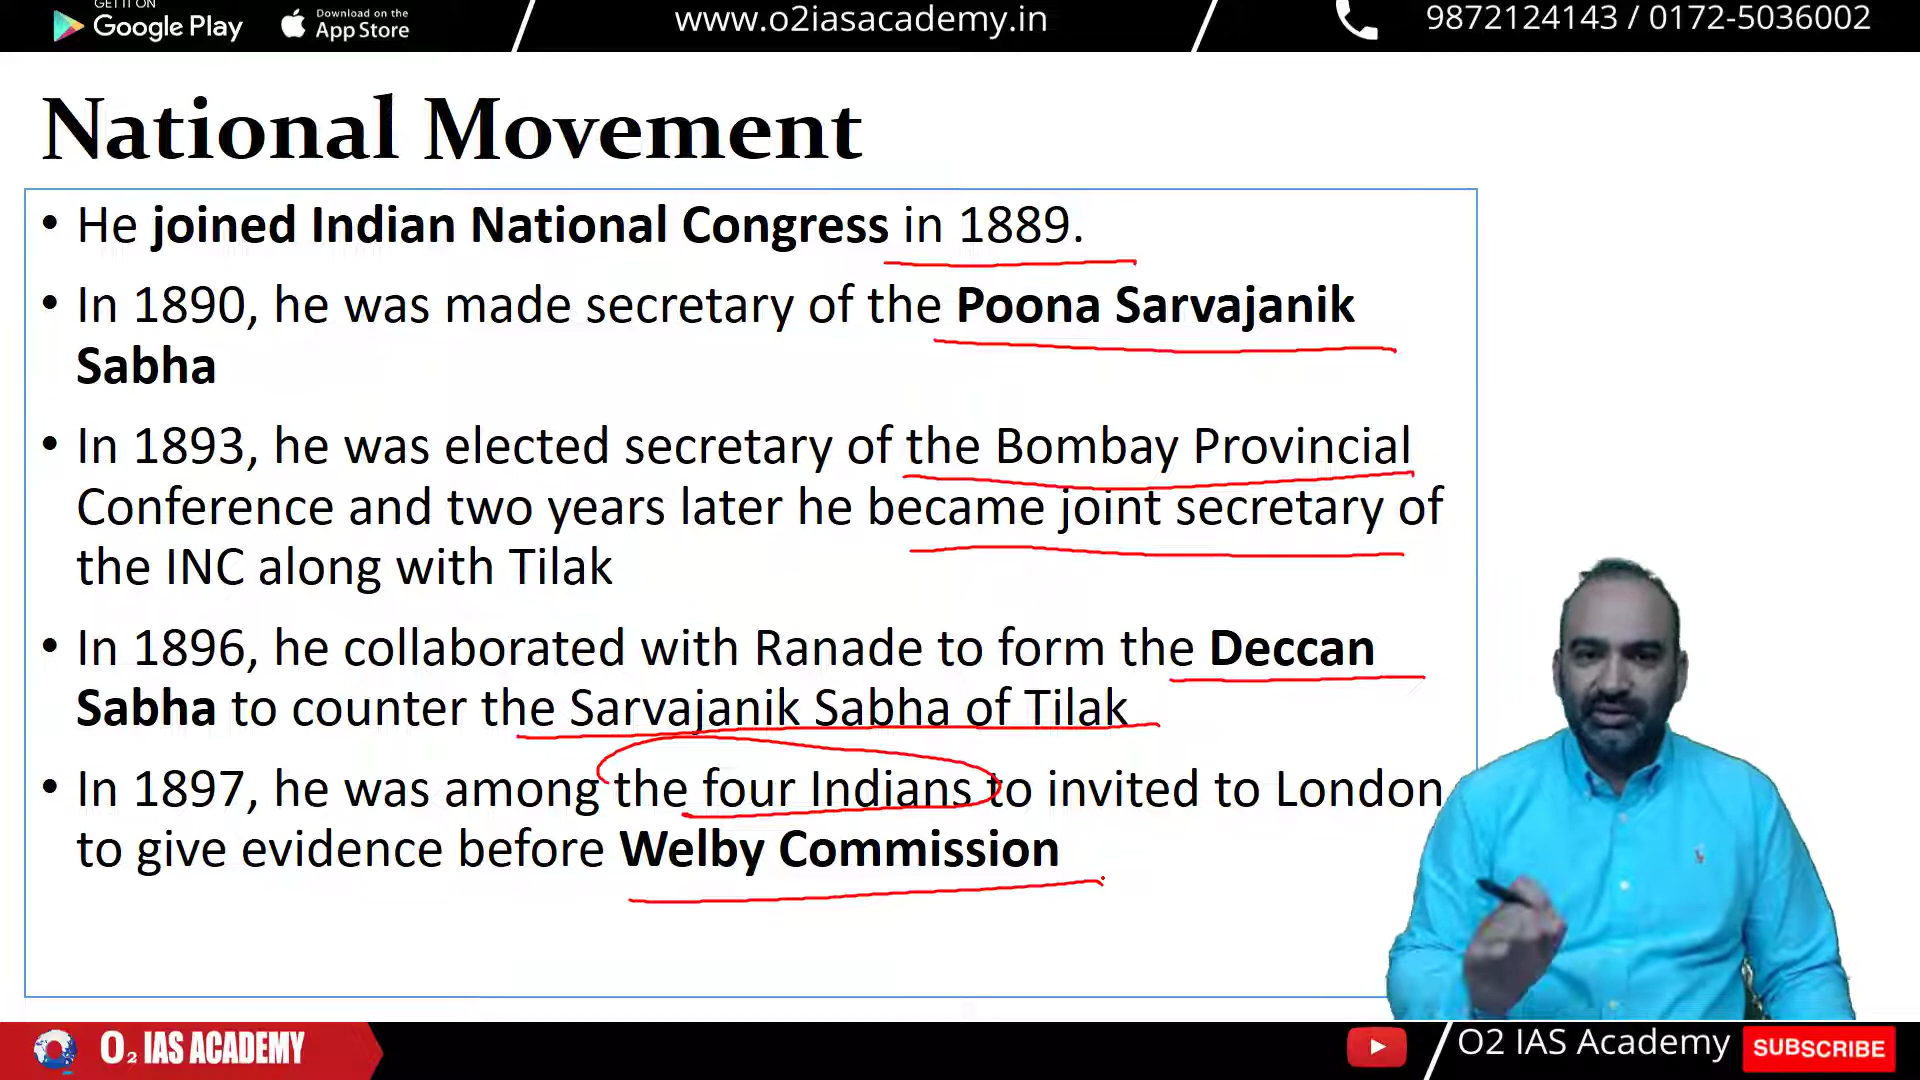 GET IT ON
Google Play
Download on the
App Store
www.o2iasacademy.in
9872124143 / 0172-5036002
National Movement
• He joined Indian National Congress in 1889.
• In 1890, he was made secretary of the Poona Sarvajanik
Sabha
• In 1893, he was elected secretary of the Bombay Provincial
Conference and two years later he became joint secretary of
the INC along with Tilak
• In 1896, he collaborated with Ranade to form the Deccan
Sabha to counter the Sarvajanik Sabha of Tilak
• In 1897, he was among the four Indians to invited to London
to give evidence before Welby Commission
O2 IAS ACADEMY
O2 IAS Academy
SUBSCRIBE